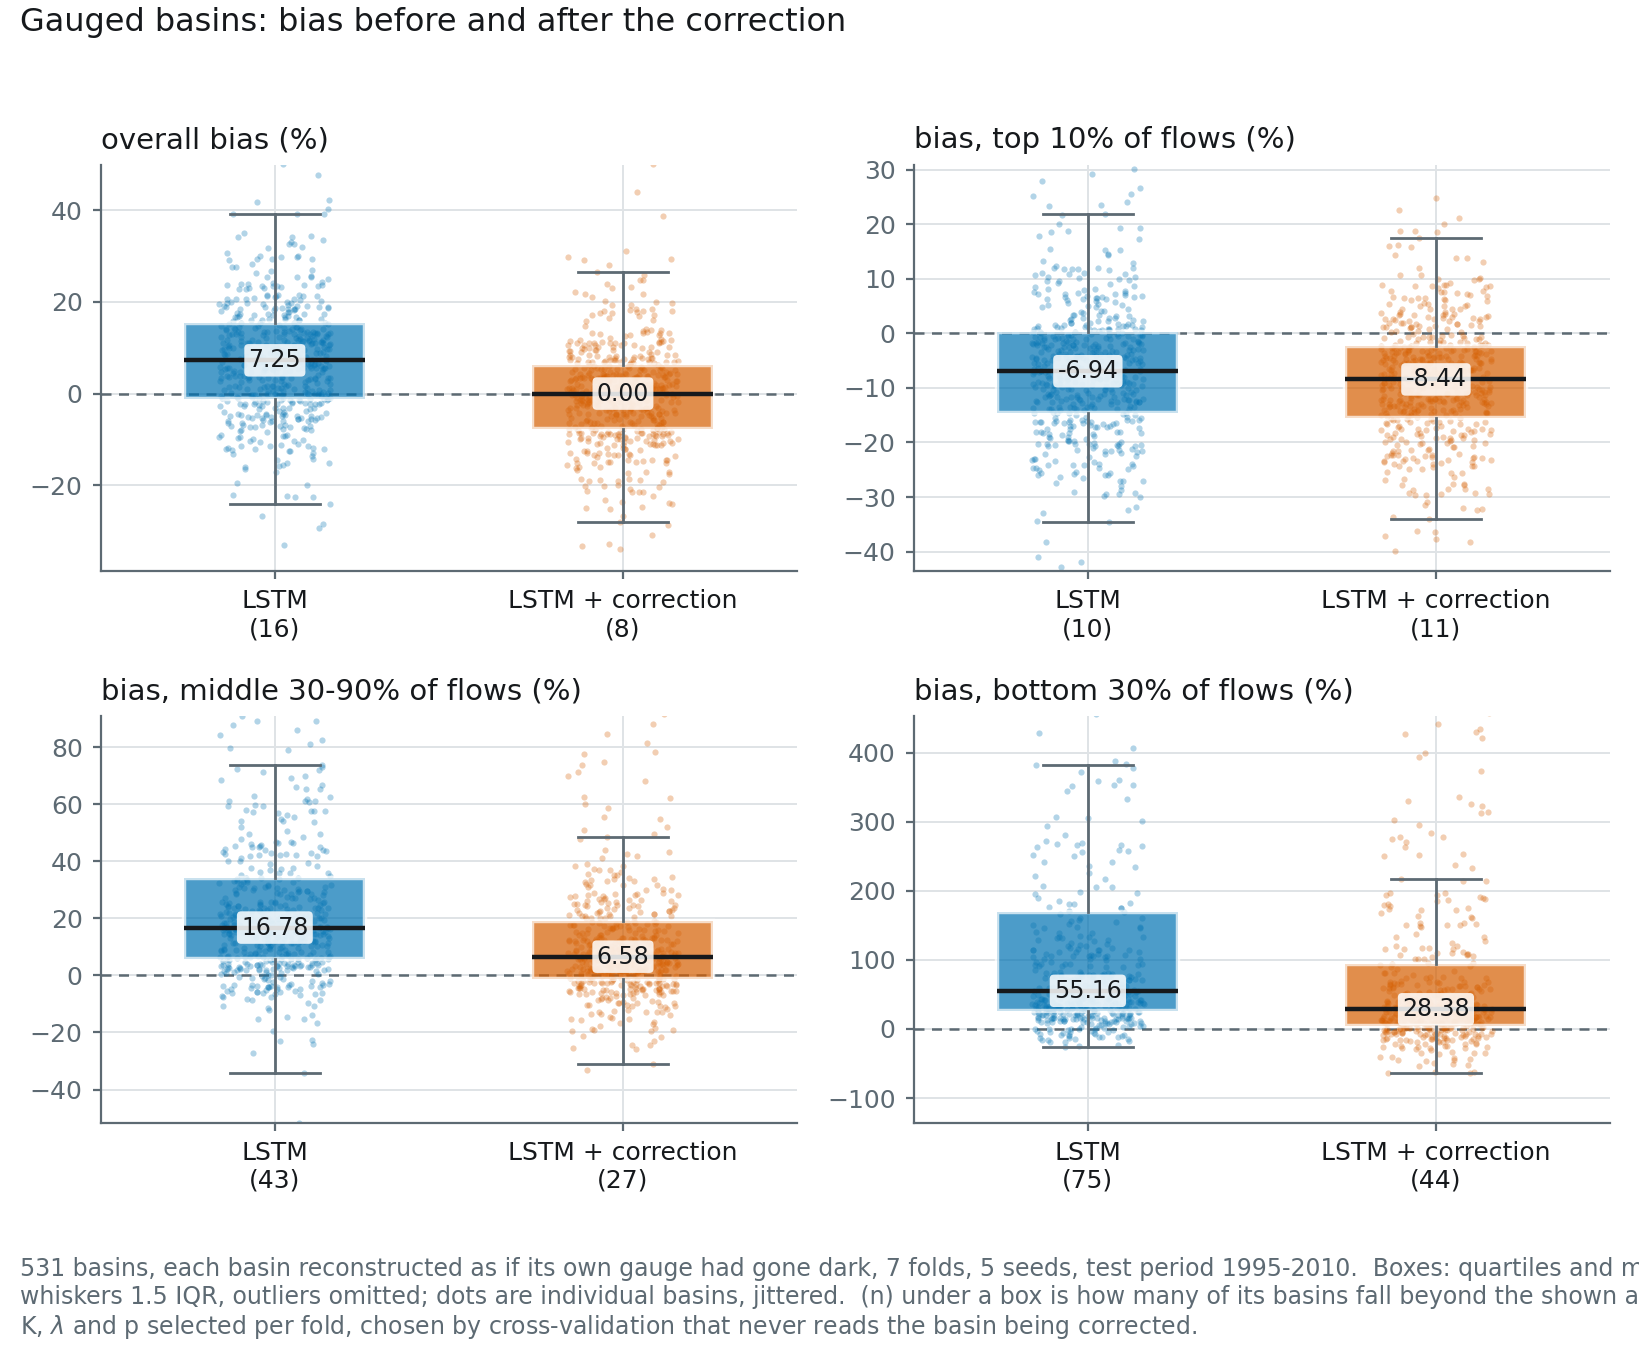 Gauged basins: bias before and after the correction
overall bias (%)
40
20
0
−20
7.25
0.00
LSTM
(16)
LSTM + correction
(8)
bias, top 10% of flows (%)
30
20
10
0
−10
−20
−30
−40
-6.94
-8.44
LSTM
(10)
LSTM + correction
(11)
bias, middle 30-90% of flows (%)
80
60
40
20
0
−20
−40
16.78
6.58
LSTM
(43)
LSTM + correction
(27)
bias, bottom 30% of flows (%)
400
300
200
100
0
−100
55.16
28.38
LSTM
(75)
LSTM + correction
(44)
531 basins, each basin reconstructed as if its own gauge had gone dark, 7 folds, 5 seeds, test period 1995-2010. Boxes: quartiles and
whiskers 1.5 IQR, outliers omitted; dots are individual basins, jittered. (n) under a box is how many of its basins fall beyond the shown
K, λ and p selected per fold, chosen by cross-validation that never reads the basin being corrected.